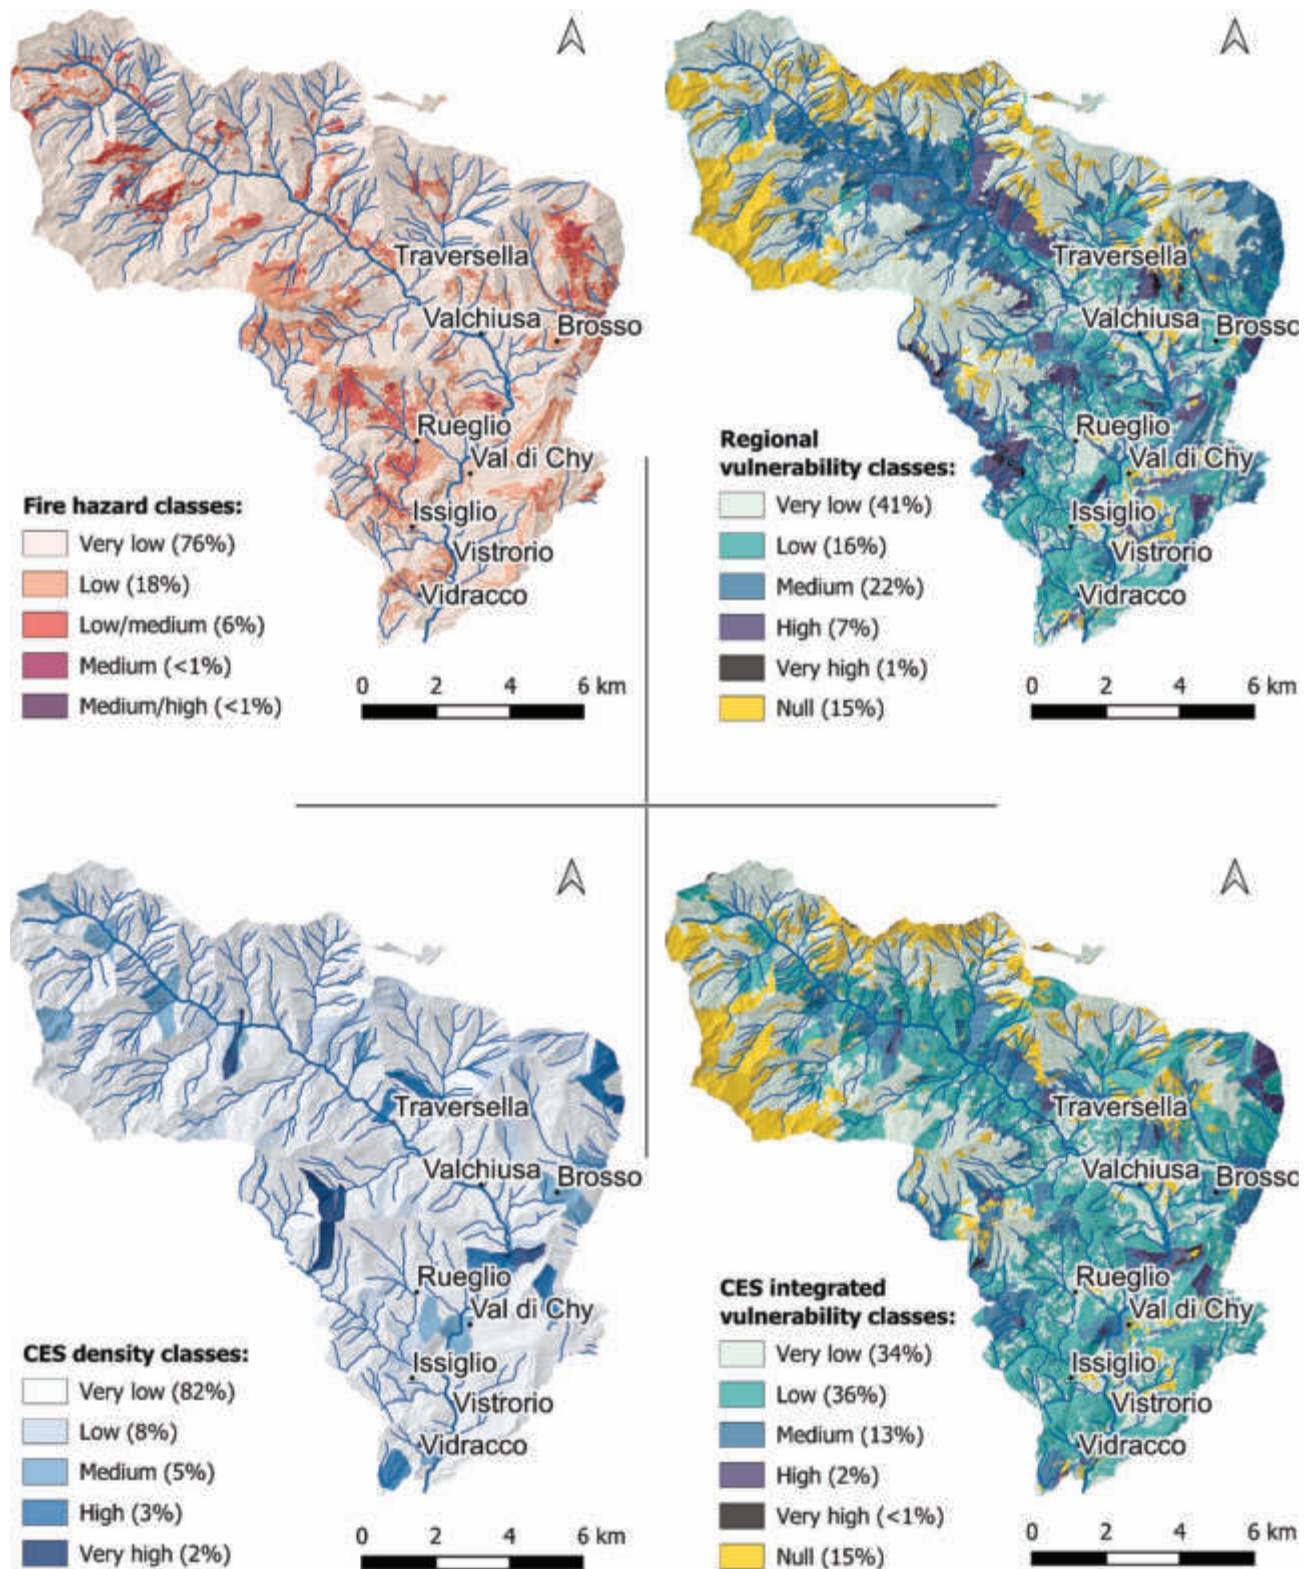 Traversella
Valchiusa
Brosso
Rueglio
Val di Chy
Issiglio
Vistrorio
Vidracco
Fire hazard classes:
Very low (76%)
Low (18%)
Low/medium (6%)
Medium (<1%)
Medium/high (<1%)
0 2 4 6 km
Traversella
Valchiusa
Brosso
Rueglio
Val di Chy
Issiglio
Vistrorio
Vidracco
Regional
vulnerability classes:
Very low (41%)
Low (16%)
Medium (22%)
High (7%)
Very high (1%)
Null (15%)
0 2 4 6 km
Traversella
Valchiusa
Brosso
Rueglio
Val di Chy
Issiglio
Vistrorio
Vidracco
CES density classes:
Very low (82%)
Low (8%)
Medium (5%)
High (3%)
Very high (2%)
0 2 4 6 km
Traversella
Valchiusa
Brosso
Rueglio
Val di Chy
Issiglio
Vistrorio
Vidracco
CES integrated
vulnerability classes:
Very low (34%)
Low (36%)
Medium (13%)
High (2%)
Very high (<1%)
Null (15%)
0 2 4 6 km